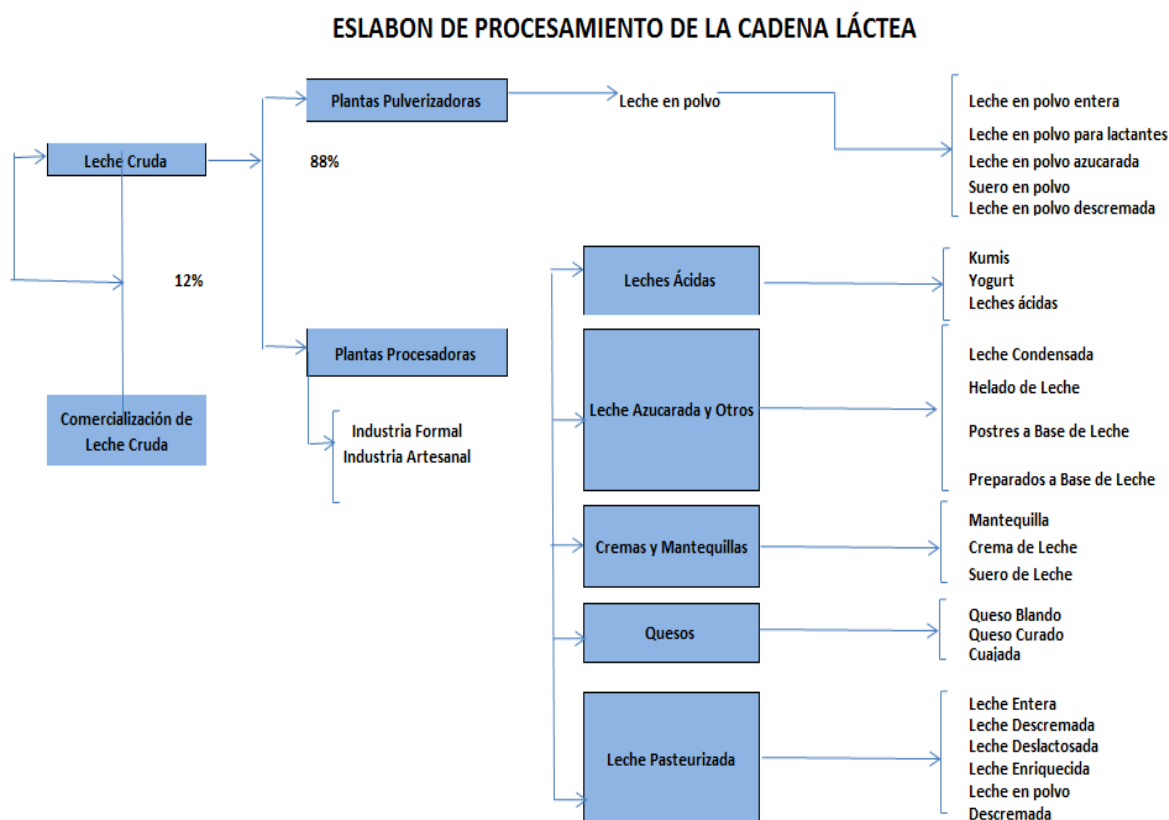 ESLABON DE PROCESAMIENTO DE LA CADENA LÁCTEA
Plantas Pulverizadoras
Leche en polvo
Leche en polvo entera
Leche en polvo para lactantes
Leche en polvo azucarada
Suero en polvo
Leche en polvo descremada
Leche Cruda
88%
12%
Comercialización de
Leche Cruda
Plantas Procesadoras
Industria Formal
Industria Artesanal
Leches Ácidas
Kumis
Yogurt
Leches ácidas
Leche Azucarada y Otros
Leche Condensada
Helado de Leche
Postres a Base de Leche
Preparados a Base de Leche
Cremas y Mantequillas
Mantequilla
Crema de Leche
Suero de Leche
Quesos
Queso Blando
Queso Curado
Cuajada
Leche Pasteurizada
Leche Entera
Leche Descremada
Leche Deslactosada
Leche Enriquecida
Leche en polvo
Descremada